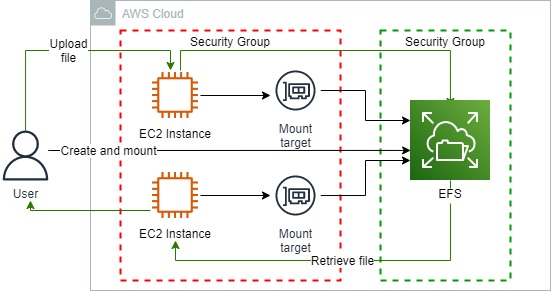 AWS Cloud
Upload
file
Security Group
Security Group
EC2 Instance
Mount
target
Create and mount
User
EFS
EC2 Instance
Mount
target
Retrieve file